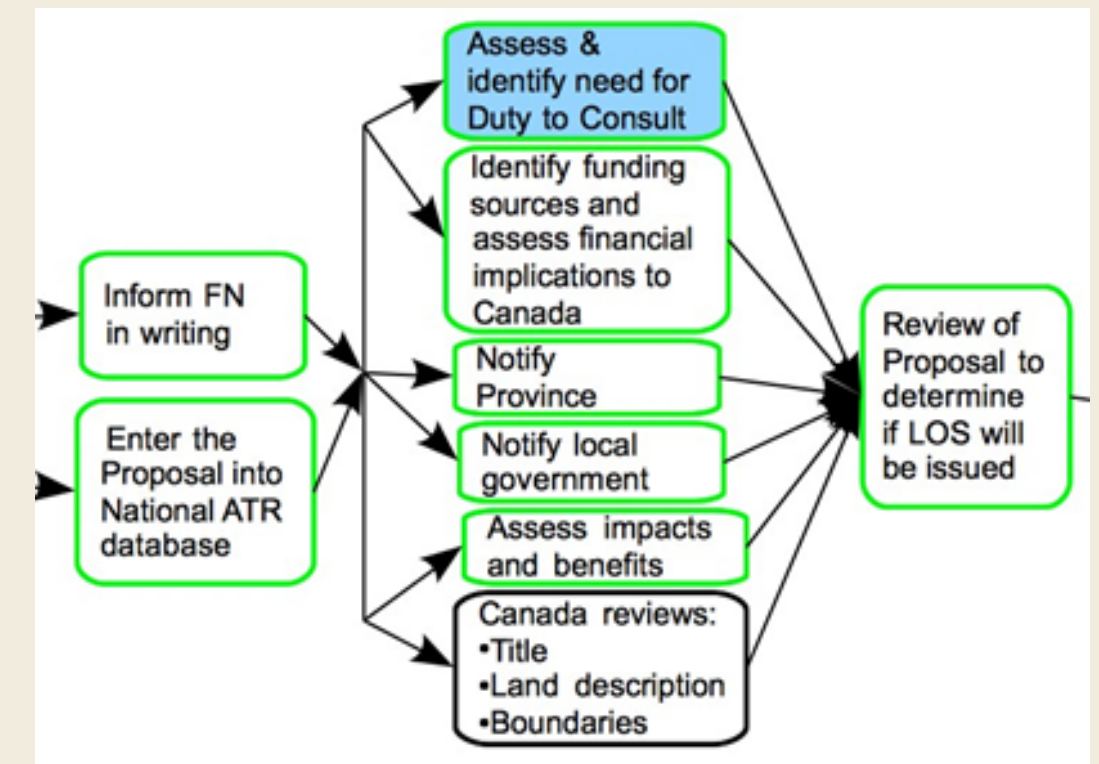 Inform FN
in writing
Enter the
Proposal into
National ATR
database
Assess &
identify need for
Duty to Consult
Identify funding
sources and
assess financial
implications to
Canada
Notify
Province
Notify local
government
Assess impacts
and benefits
Canada reviews:
•Title
•Land description
•Boundaries
Review of
Proposal to
determine
if LOS will
be issued